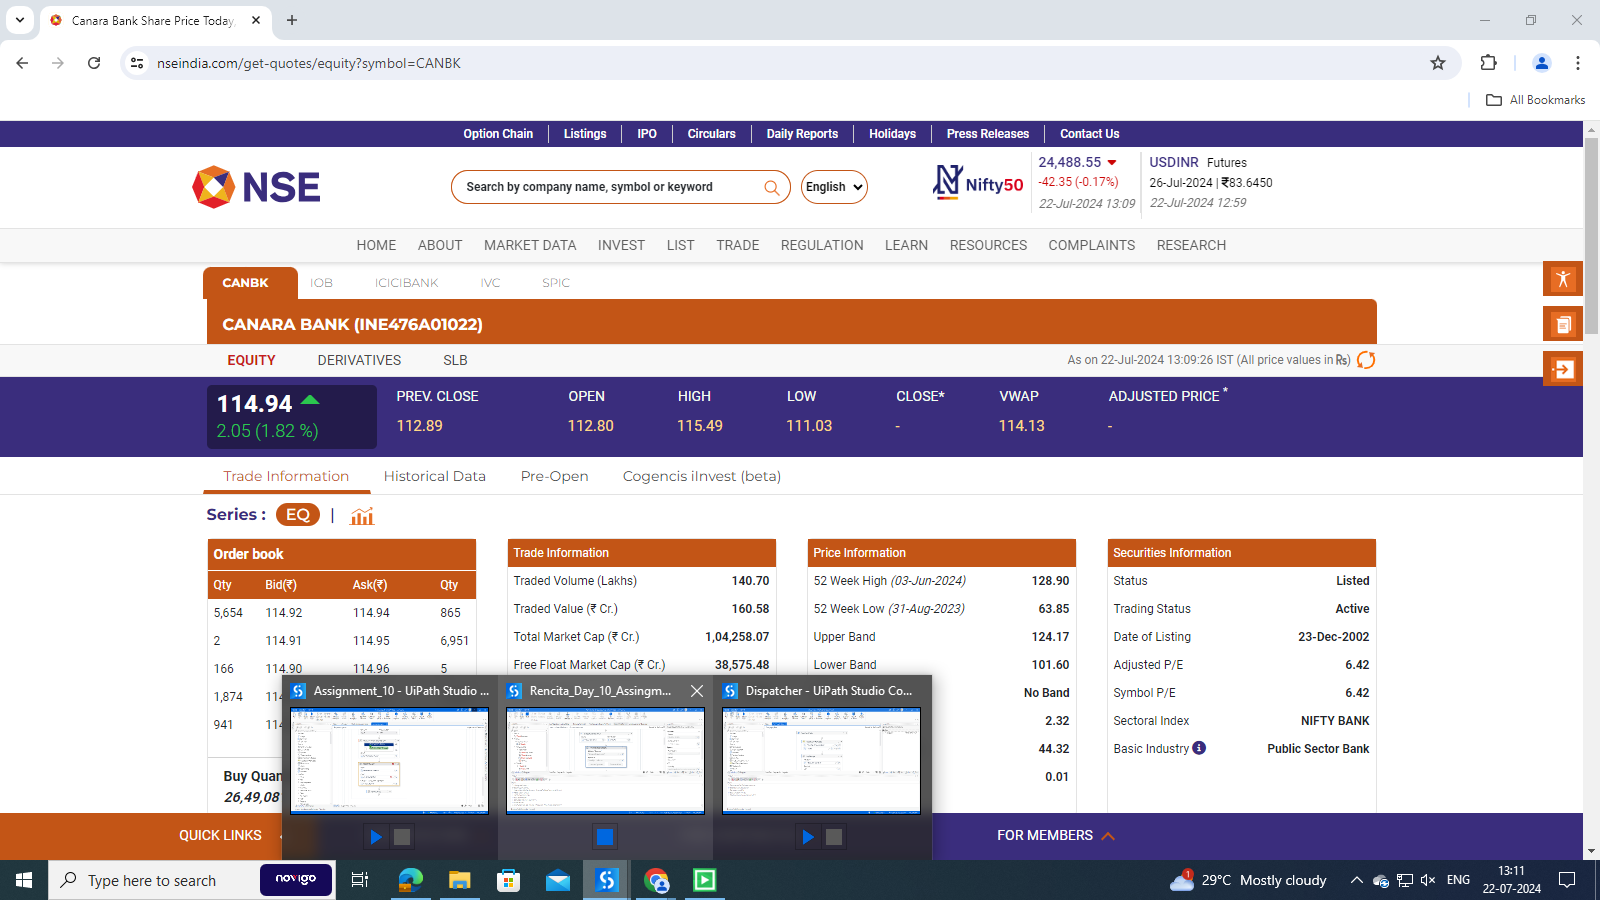 Canara Bank Share Price Today,
nseindia.com/get-quotes/equity?symbol=CANBK
All Bookmarks
Option Chain Listings IPO Circulars Daily Reports Holidays Press Releases Contact Us
NSE
Search by company name, symbol or keyword
English
Nifty50
24,488.55
-42.35 (-0.17%)
22-Jul-2024 13:09
USDINR Futures
26-Jul-2024 | ₹83.6450
22-Jul-2024 12:59
HOME ABOUT MARKET DATA INVEST LIST TRADE REGULATION LEARN RESOURCES COMPLAINTS RESEARCH
CANBK IOB ICICIBANK IVC SPIC
CANARA BANK (INE476A01022)
EQUITY DERIVATIVES SLB
As on 22-Jul-2024 13:09:26 IST (All price values in ₨)
114.94
2.05 (1.82 %)
PREV. CLOSE OPEN HIGH LOW CLOSE* VWAP ADJUSTED PRICE *
112.89 112.80 115.49 111.03 - 114.13 -
Trade Information Historical Data Pre-Open Cogencis iInvest (beta)
Series : EQ |
Order book
Qty Bid(₹) Ask(₹) Qty
5,654 114.92 114.94 865
2 114.91 114.95 6,951
166 114.90 114.96 5
1,874 114
941 114
Buy Quan
26,49,08
Trade Information
Traded Volume (Lakhs) 140.70
Traded Value (₹ Cr.) 160.58
Total Market Cap (₹ Cr.) 1,04,258.07
Free Float Market Cap (₹ Cr.) 38,575.48
Price Information
52 Week High (03-Jun-2024) 128.90
52 Week Low (31-Aug-2023) 63.85
Upper Band 124.17
Lower Band 101.60
No Band
2.32
44.32
0.01
Securities Information
Status Listed
Trading Status Active
Date of Listing 23-Dec-2002
Adjusted P/E 6.42
Symbol P/E 6.42
Sectoral Index NIFTY BANK
Basic Industry Public Sector Bank
Assignment_10 - UiPath Studio ...
Rencita_Day_10_Assingm...
Dispatcher - UiPath Studio Co...
QUICK LINKS
FOR MEMBERS
Type here to search
novigo
1
29°C Mostly cloudy
ENG
13:11
22-07-2024